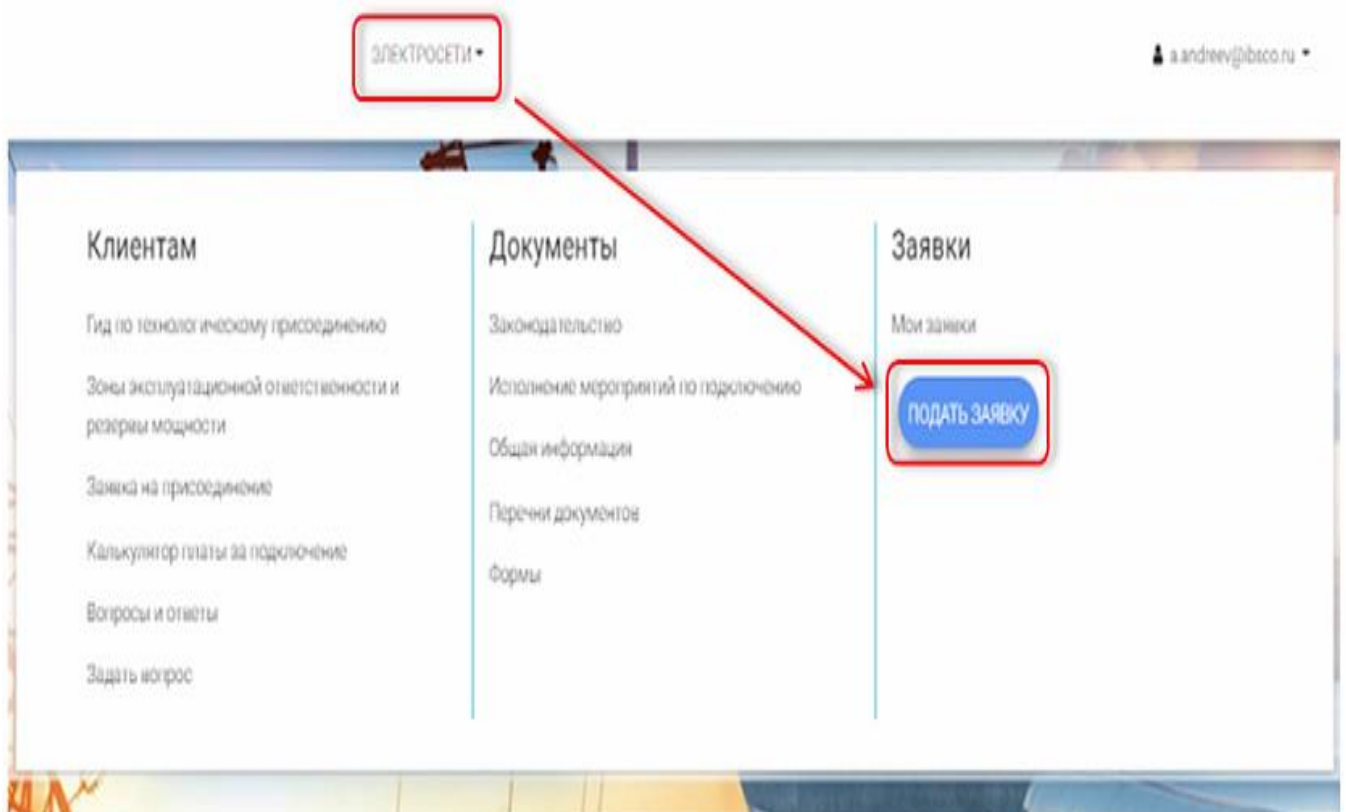 ЭЛЕКТРОСЕТИ
a.andreev@ibsco.ru
Клиентам
Гид по технологическому присоединению
Зоны эксплуатационной ответственности и
резервы мощности
Заявка на присоединение
Калькулятор платы за подключение
Вопросы и ответы
Задать вопрос
Документы
Законодательство
Исполнение мероприятий по подключению
Общая информация
Перечни документов
Формы
Заявки
Мои заявки
ПОДАТЬ ЗАЯВКУ